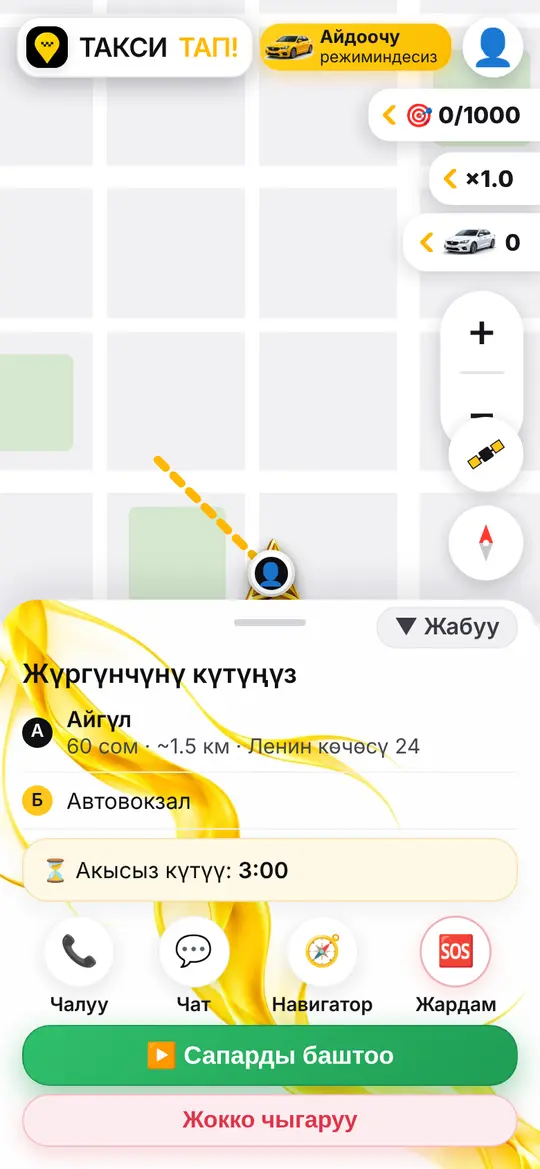 ТАКСИ ТАП!
Айдоочу
режиминдесиз
0/1000
×1.0
0
+
−
▼ Жабуу
Жүргүнчүнү күтүңүз
А Айгүл
60 сом · ~1.5 км · Ленин көчөсү 24
Б Автовокзал
Акысыз күтүү: 3:00
SOS
Чалуу Чат Навигатор Жардам
Сапарды баштоо
Жокко чыгаруу